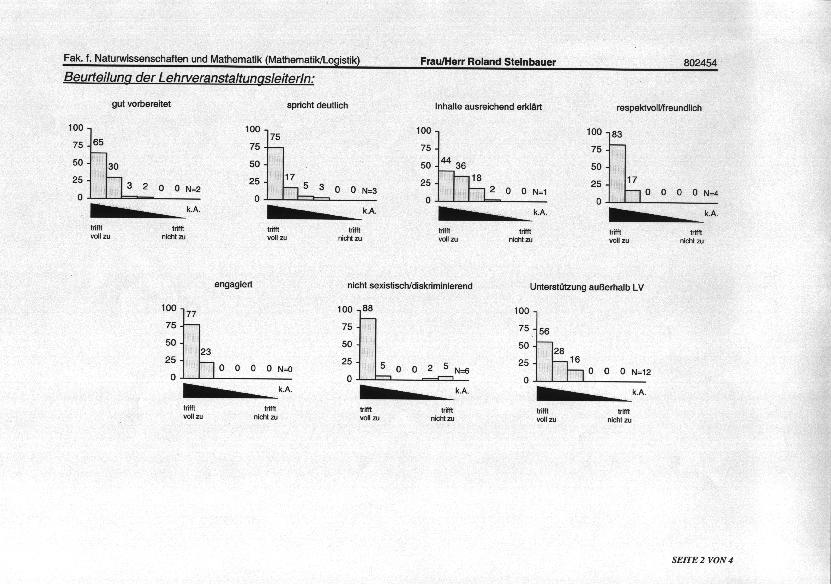 Fak. f. Naturwissenschaften und Mathematik (Mathematik/Logistik) Frau/Herr Roland Steinbauer 802454
Beurteilung der LehrveranstaltungsleiterIn:
gut vorbereitet spricht deutlich Inhalte ausreichend erklärt respektvoll/freundlich
100 75 50 25 0 65 30 3 2 0 0 N=2 k.A.
100 75 50 25 0 75 17 5 3 0 0 N=3 k.A.
100 75 50 25 0 44 36 18 2 0 0 N=1 k.A.
100 75 50 25 0 83 17 0 0 0 0 N=4 k.A.
trifft trifft trifft trifft trifft trifft trifft trifft
voll zu nicht zu voll zu nicht zu voll zu nicht zu voll zu nicht zu
engagiert nicht sexistisch/diskriminierend Unterstützung außerhalb LV
100 75 50 25 0 77 23 0 0 0 0 N=0 k.A.
100 75 50 25 0 88 5 0 0 2 5 N=6 k.A.
100 75 50 25 0 56 28 16 0 0 0 N=12 k.A.
trifft trifft trifft trifft trifft trifft
voll zu nicht zu voll zu nicht zu voll zu nicht zu
SEITE 2 VON 4